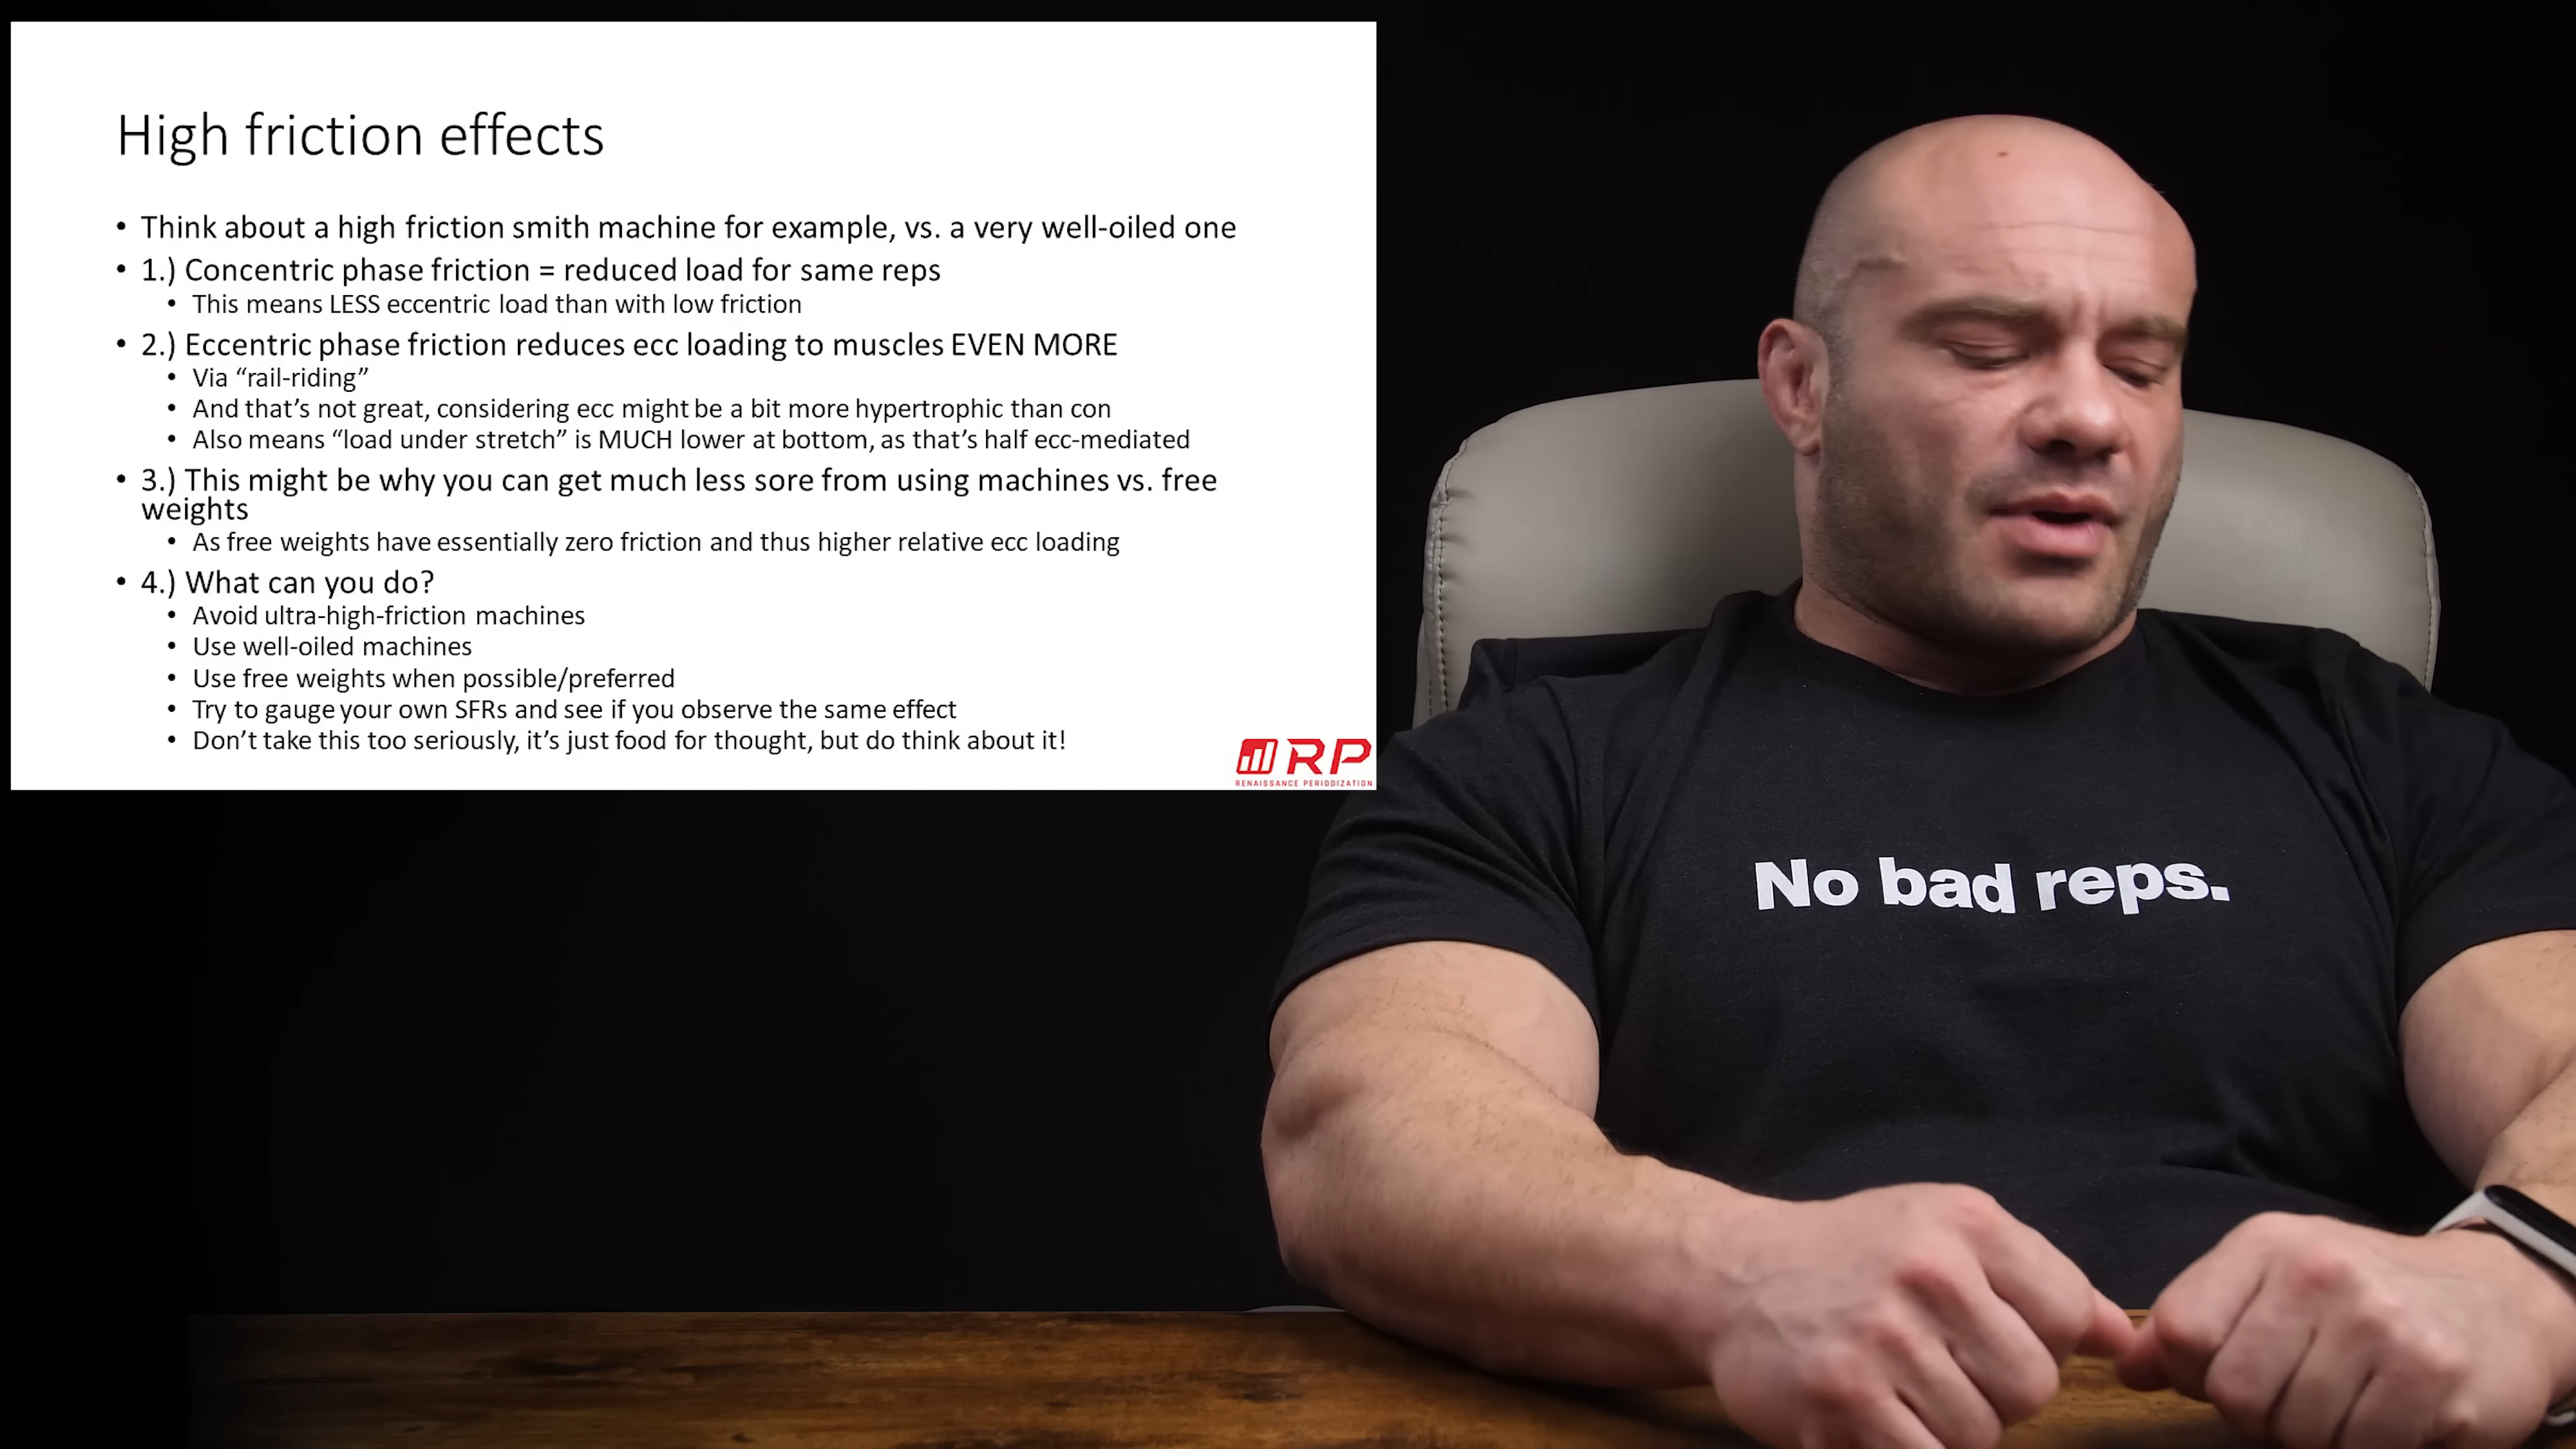 High friction effects
• Think about a high friction smith machine for example, vs. a very well-oiled one
• 1.) Concentric phase friction = reduced load for same reps
• This means LESS eccentric load than with low friction
• 2.) Eccentric phase friction reduces ecc loading to muscles EVEN MORE
• Via “rail-riding”
• And that’s not great, considering ecc might be a bit more hypertrophic than con
• Also means “load under stretch” is MUCH lower at bottom, as that’s half ecc-mediated
• 3.) This might be why you can get much less sore from using machines vs. free
weights
• As free weights have essentially zero friction and thus higher relative ecc loading
• 4.) What can you do?
• Avoid ultra-high-friction machines
• Use well-oiled machines
• Use free weights when possible/preferred
• Try to gauge your own SFRs and see if you observe the same effect
• Don’t take this too seriously, it’s just food for thought, but do think about it!
RP
RENAISSANCE PERIODIZATION
No bad reps.